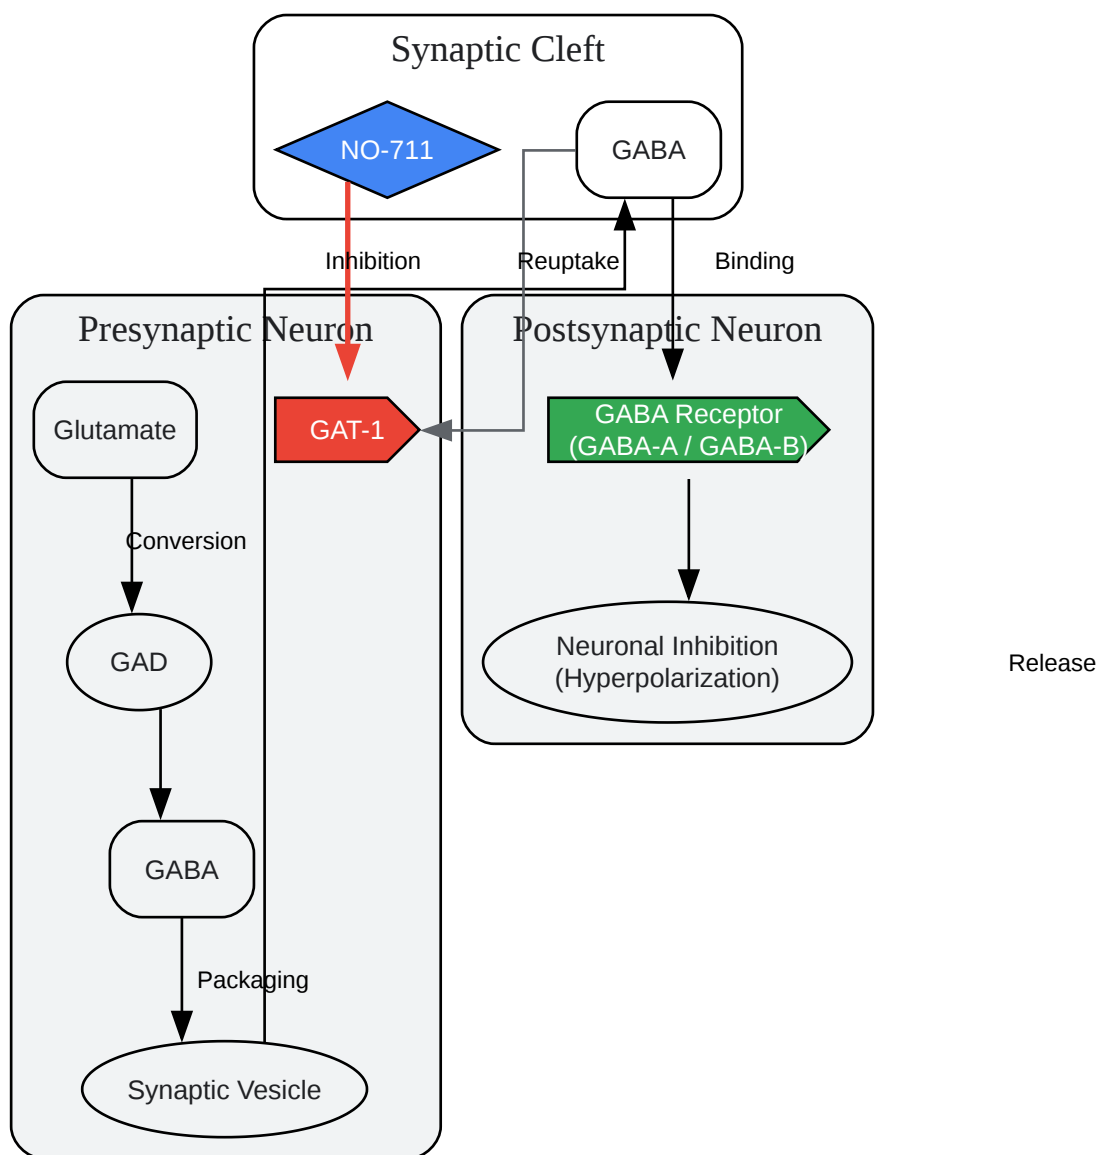 Synaptic Cleft
NO-711
GABA
Inhibition
Reuptake
Binding
Presynaptic Neuron
Postsynaptic Neuron
Glutamate
GAT-1
GABA Receptor
(GABA-A / GABA-B)
Conversion
GAD
Neuronal Inhibition
(Hyperpolarization)
Release
GABA
Packaging
Synaptic Vesicle